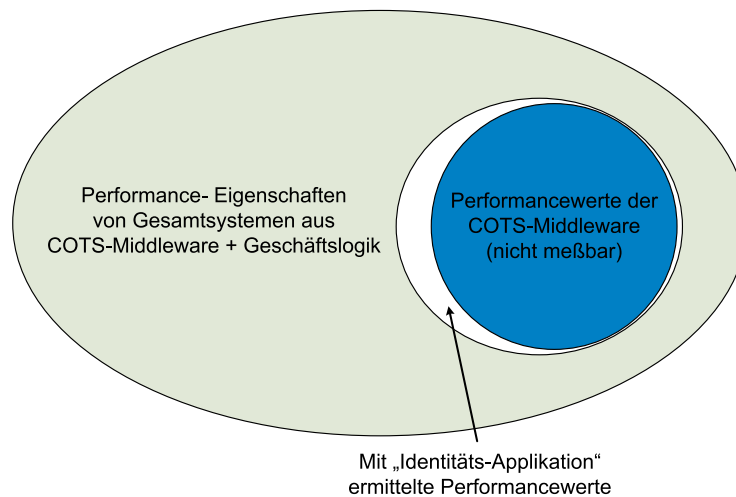 Performance- Eigenschaften
von Gesamtsystemen aus
COTS-Middleware + Geschäftslogik
Performancewerte der
COTS-Middleware
(nicht meßbar)
Mit „Identitäts-Applikation“
ermittelte Performancewerte